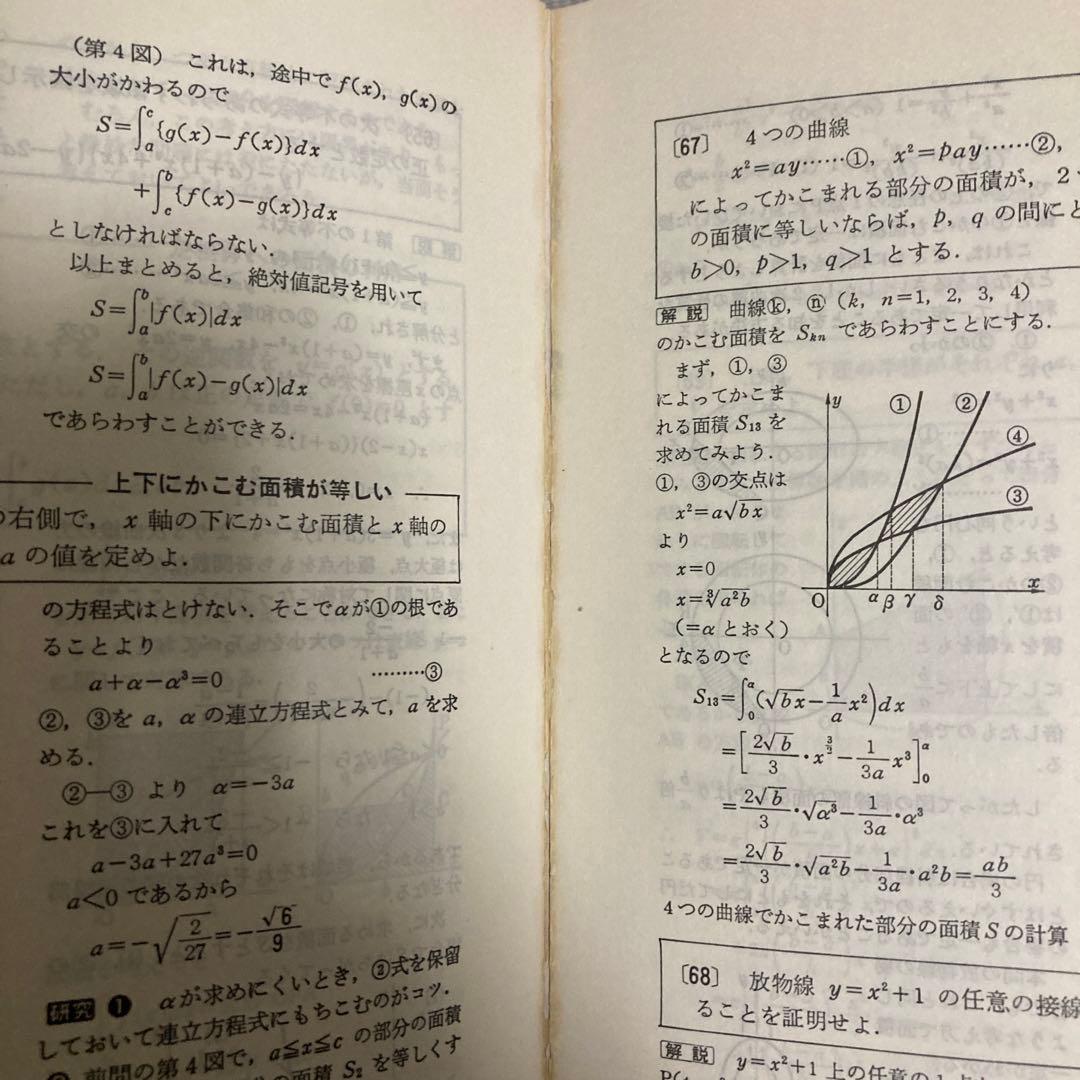 (第4図) これは,途中で f(x), g(x)の
大小がかわるので
S=∫_a^c{g(x)−f(x)}dx
+∫_c^b{f(x)−g(x)}dx
としなければならない.
以上まとめると,絶対値記号を用いて
S=∫_a^b|f(x)|dx
S=∫_a^b|f(x)−g(x)|dx
であらわすことができる.
上下にかこむ面積が等しい
の右側で, x 軸の下にかこむ面積と x 軸の
a の値を定めよ.
の方程式はとけない.そこでαが①の根であ
ることより
a+α−α³=0 ………③
②, ③を a, α の連立方程式とみて, a を求
める.
②—③ より α=−3a
これを③に入れて
a−3a+27a³=0
a<0 であるから
a=−√(2/27)=−√6/9
研究 ❶ αが求めにくいとき,②式を保留
しておいて連立方程式にもちこむのがコツ.
前問の第4図で, a≦x≦c の部分の面積
の面積 S₂ を等しくす
〔67〕 4つの曲線
x²=ay……①, x²=pay……②,
によってかこまれる部分の面積が, 2
の面積に等しいならば, p, q の間にど
b>0, p>1, q>1 とする.
解説 曲線ⓚ, ⓝ (k, n=1, 2, 3, 4)
のかこむ面積を Skn であらわすことにする.
まず, ①, ③
によってかこま
れる面積 S₁₃ を
求めてみよう.
①, ③の交点は
x²=a√bx
より
x=0
x=∛a²b
(=α とおく)
となるので
y ① ② ④ ③
O α β γ δ x
S₁₃=∫_0^α(√bx−1/a x²)dx
=[2√b/3・x^(3/2)−1/3a x³]_0^α
=2√b/3・√α³−1/3a・α³
=2√b/3・√a²b−1/3a・a²b=ab/3
4つの曲線でかこまれた部分の面積 S の計算
〔68〕 放物線 y=x²+1 の任意の接線
ることを証明せよ.
解説 y=x²+1 上の任意の